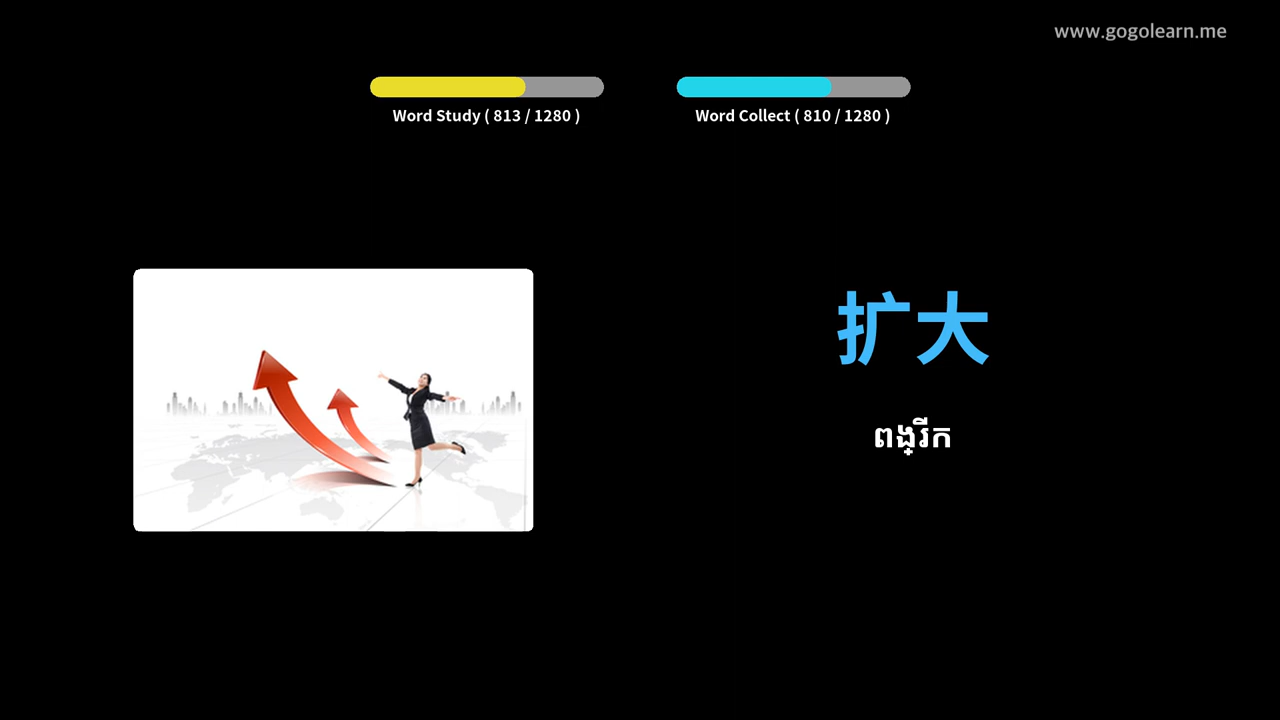 www.gogolearn.me
Word Study ( 813 / 1280 )
Word Collect ( 810 / 1280 )
扩大
ពង្រីក